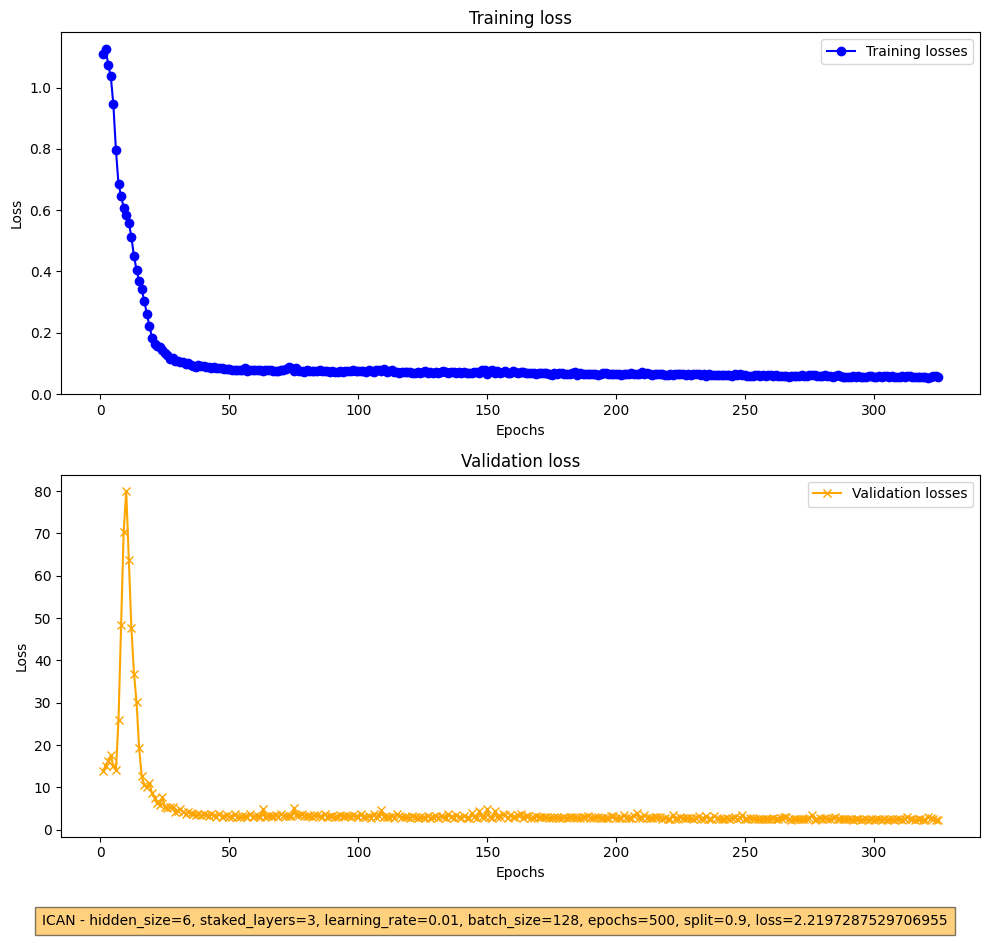 Training loss
Training losses
1.0
0.8
0.6
0.4
0.2
0.0
Loss
0 50 100 150 200 250 300
Epochs
Validation loss
Validation losses
80
70
60
50
40
30
20
10
0
Loss
0 50 100 150 200 250 300
Epochs
ICAN - hidden_size=6, staked_layers=3, learning_rate=0.01, batch_size=128, epochs=500, split=0.9, loss=2.2197287529706955